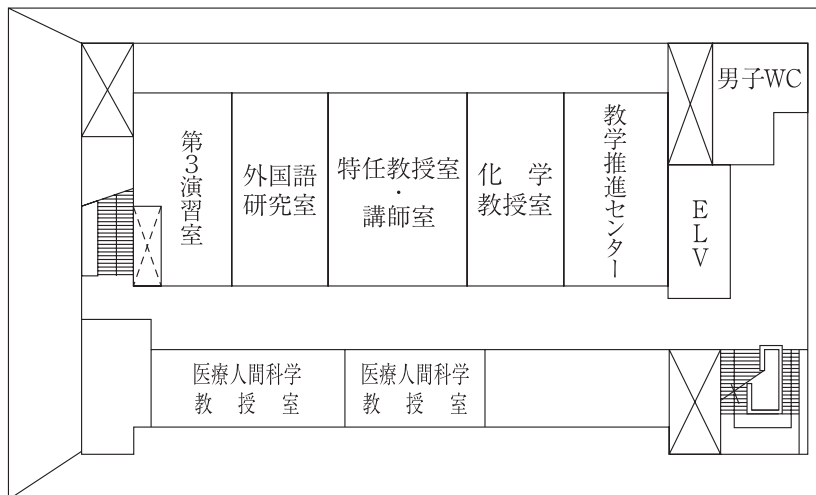 男子WC
第3演習室
外国語
研究室
特任教授室
・
講師室
化 学
教授室
教学推進センター
ELV
医療人間科学
教 授 室
医療人間科学
教 授 室